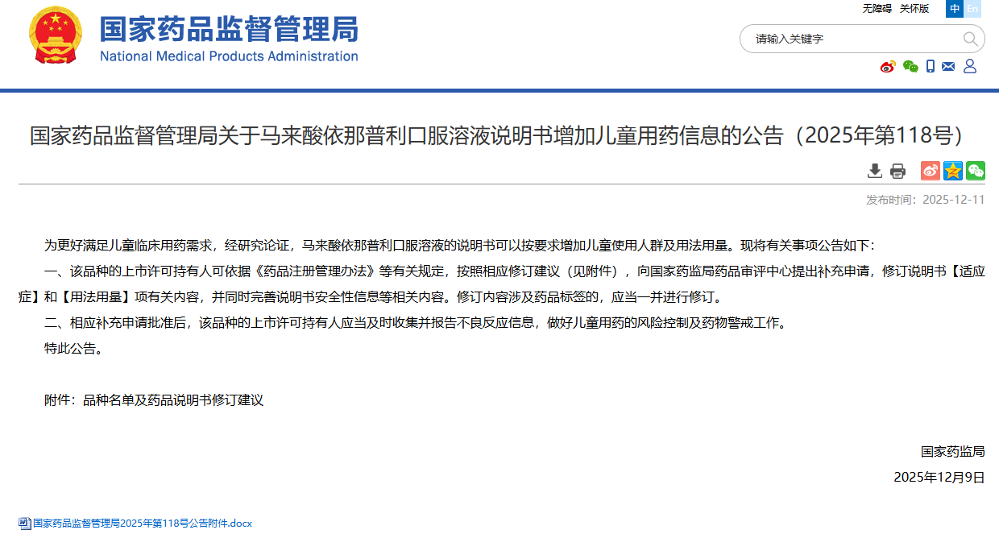 无障碍 关怀版 中 En
国家药品监督管理局
National Medical Products Administration
请输入关键字
国家药品监督管理局关于马来酸依那普利口服溶液说明书增加儿童用药信息的公告（2025年第118号）
发布时间：2025-12-11
为更好满足儿童临床用药需求，经研究论证，马来酸依那普利口服溶液的说明书可以按要求增加儿童使用人群及用法用量。现将有关事项公告如下：
一、该品种的上市许可持有人可依据《药品注册管理办法》等有关规定，按照相应修订建议（见附件），向国家药监局药品审评中心提出补充申请，修订说明书【适应
症】和【用法用量】项有关内容，并同时完善说明书安全性信息等相关内容。修订内容涉及药品标签的，应当一并进行修订。
二、相应补充申请批准后，该品种的上市许可持有人应当及时收集并报告不良反应信息，做好儿童用药的风险控制及药物警戒工作。
特此公告。
附件：品种名单及药品说明书修订建议
国家药监局
2025年12月9日
国家药品监督管理局2025年第118号公告附件.docx